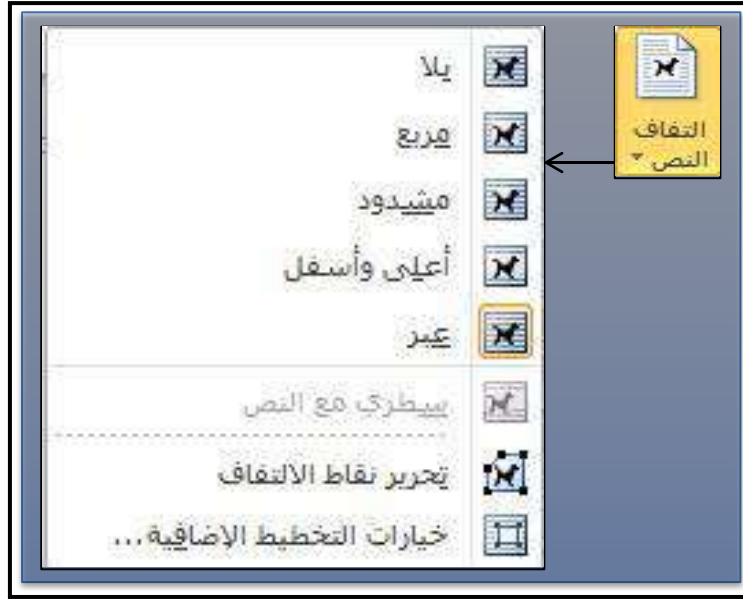 التفاف
النص
يلا
مربع
مشدود
أعلى وأسفل
عبر
سطري مع النص
تحرير نقاط الالتفاف
خيارات التخطيط الإضافية...